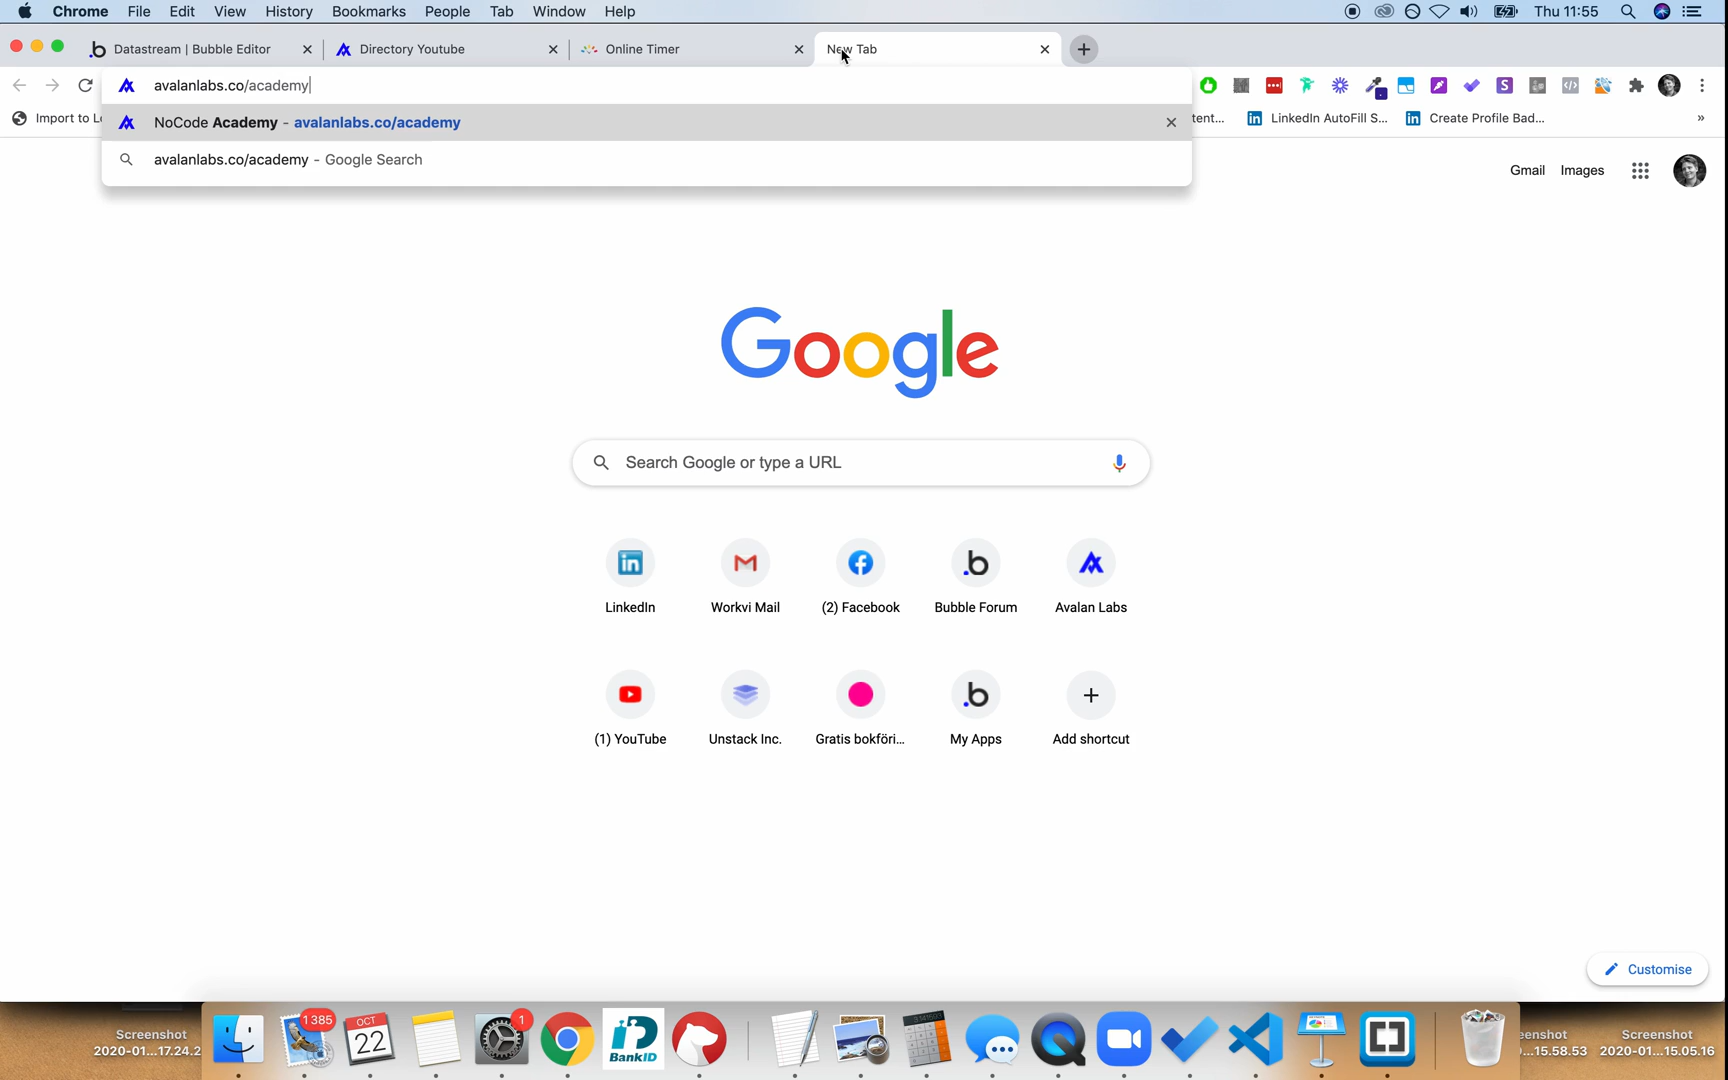 Chrome File Edit View History Bookmarks People Tab Window Help Thu 11:55
Datastream | Bubble Editor Directory Youtube Online Timer New Tab
avalanlabs.co/academy
Import to L
NoCode Academy - avalanlabs.co/academy
tent... LinkedIn AutoFill S... Create Profile Bad... »
avalanlabs.co/academy - Google Search
Gmail Images
Google
Search Google or type a URL
LinkedIn Workvi Mail (2) Facebook Bubble Forum Avalan Labs
(1) YouTube Unstack Inc. Gratis bokföri... My Apps Add shortcut
Customise
1385
OCT
22
1
BankID
Screenshot
2020-01...17.24.2
eenshot
...15.58.53
Screenshot
2020-01...15.05.16